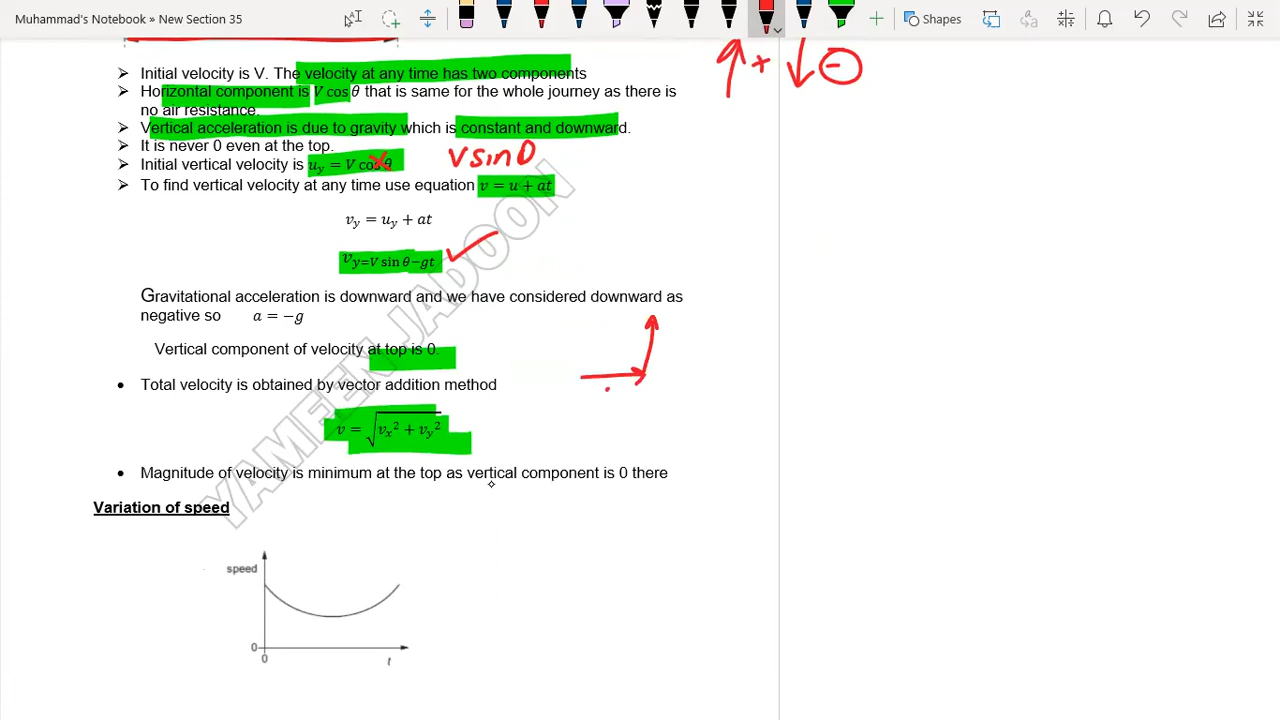 Muhammad's Notebook » New Section 35
Shapes
+ −
➢ Initial velocity is V. The velocity at any time has two components
➢ Horizontal component is V cos θ that is same for the whole journey as there is
no air resistance.
➢ Vertical acceleration is due to gravity which is constant and downward.
➢ It is never 0 even at the top.
➢ Initial vertical velocity is u_y = V cos θ V sin θ
➢ To find vertical velocity at any time use equation v = u + at
v_y = u_y + at
v_y=V sin θ−gt
Gravitational acceleration is downward and we have considered downward as
negative so a = −g
Vertical component of velocity at top is 0.
• Total velocity is obtained by vector addition method
v = √(v_x² + v_y²)
• Magnitude of velocity is minimum at the top as vertical component is 0 there
Variation of speed
speed
0
0 t
YAMEEN JADOON